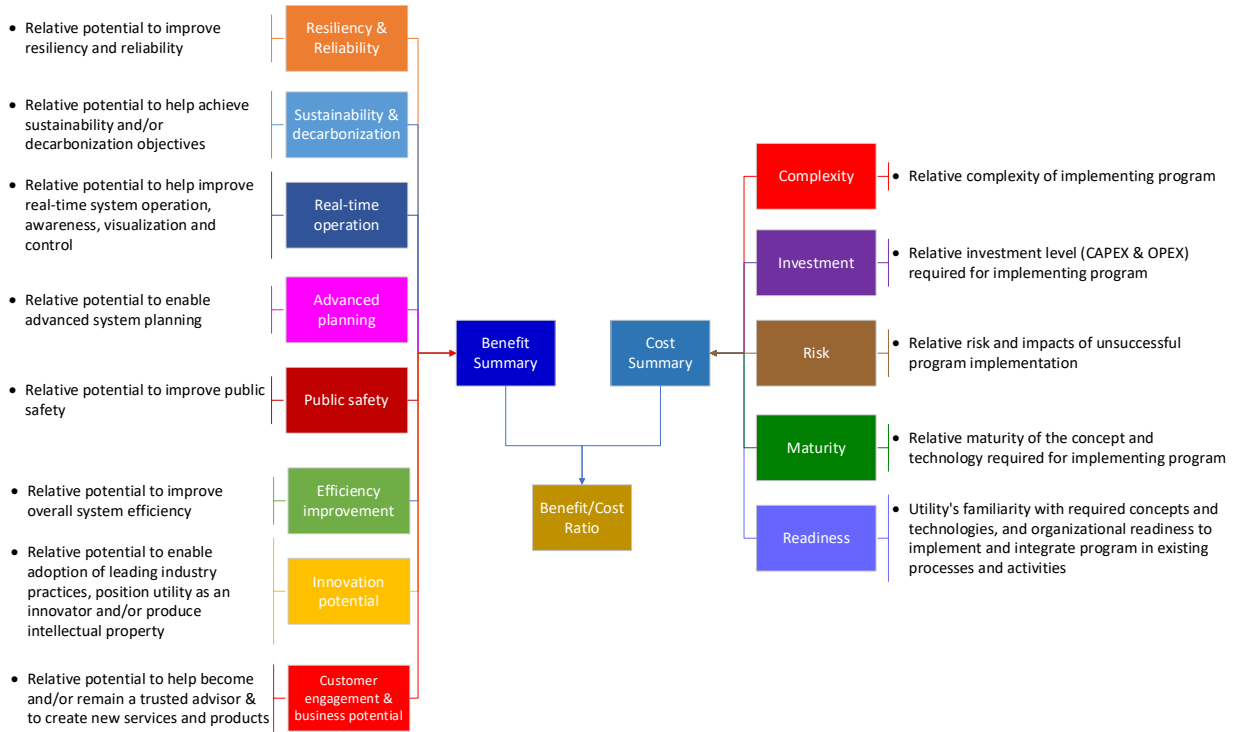 • Relative potential to improve
resiliency and reliability
Resiliency &
Reliability
• Relative potential to help achieve
sustainability and/or
decarbonization objectives
Sustainability &
decarbonization
• Relative potential to help improve
real-time system operation,
awareness, visualization and
control
Real-time
operation
• Relative potential to enable
advanced system planning
Advanced
planning
• Relative potential to improve public
safety
Public safety
• Relative potential to improve
overall system efficiency
Efficiency
improvement
• Relative potential to enable
adoption of leading industry
practices, position utility as an
innovator and/or produce
intellectual property
Innovation
potential
• Relative potential to help become
and/or remain a trusted advisor &
to create new services and products
Customer
engagement &
business potential
Benefit
Summary
Cost
Summary
Benefit/Cost
Ratio
Complexity
• Relative complexity of implementing program
Investment
• Relative investment level (CAPEX & OPEX)
required for implementing program
Risk
• Relative risk and impacts of unsuccessful
program implementation
Maturity
• Relative maturity of the concept and
technology required for implementing program
Readiness
• Utility's familiarity with required concepts and
technologies, and organizational readiness to
implement and integrate program in existing
processes and activities